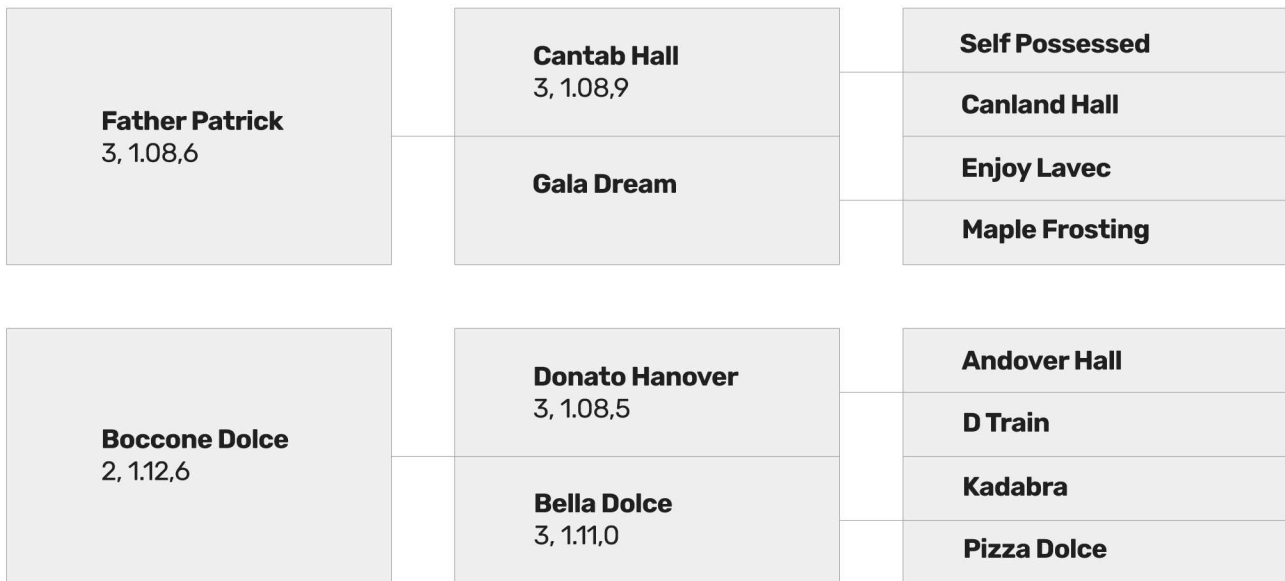 Father Patrick
3, 1.08,6
Cantab Hall
3, 1.08,9
Gala Dream
Self Possessed
Canland Hall
Enjoy Lavec
Maple Frosting
Boccone Dolce
2, 1.12,6
Donato Hanover
3, 1.08,5
Bella Dolce
3, 1.11,0
Andover Hall
D Train
Kadabra
Pizza Dolce